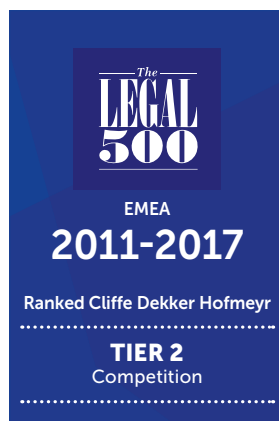 The
LEGAL
500
EMEA
2011-2017
Ranked Cliffe Dekker Hofmeyr
TIER 2
Competition